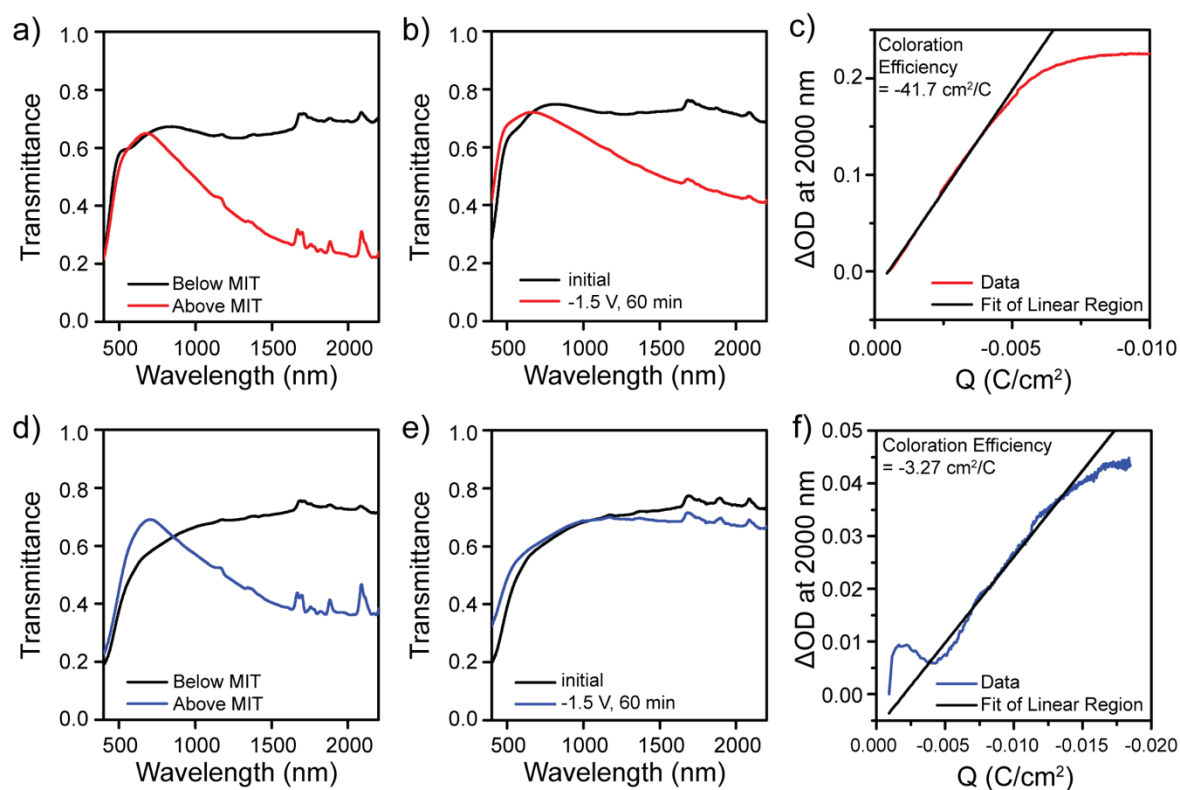 a)
Transmittance
1.0
0.8
0.6
0.4
0.2
0.0
Below MIT
Above MIT
500 1000 1500 2000
Wavelength (nm)
b)
Transmittance
1.0
0.8
0.6
0.4
0.2
0.0
initial
-1.5 V, 60 min
500 1000 1500 2000
Wavelength (nm)
c)
ΔOD at 2000 nm
Coloration
Efficiency
= -41.7 cm²/C
0.2
0.1
0.0
Data
Fit of Linear Region
0.000 -0.005 -0.010
Q (C/cm²)
d)
Transmittance
1.0
0.8
0.6
0.4
0.2
0.0
Below MIT
Above MIT
500 1000 1500 2000
Wavelength (nm)
e)
Transmittance
1.0
0.8
0.6
0.4
0.2
0.0
initial
-1.5 V, 60 min
500 1000 1500 2000
Wavelength (nm)
f)
ΔOD at 2000 nm
0.05
Coloration Efficiency
= -3.27 cm²/C
0.04
0.03
0.02
0.01
0.00
Data
Fit of Linear Region
0.000 -0.005 -0.010 -0.015 -0.020
Q (C/cm²)